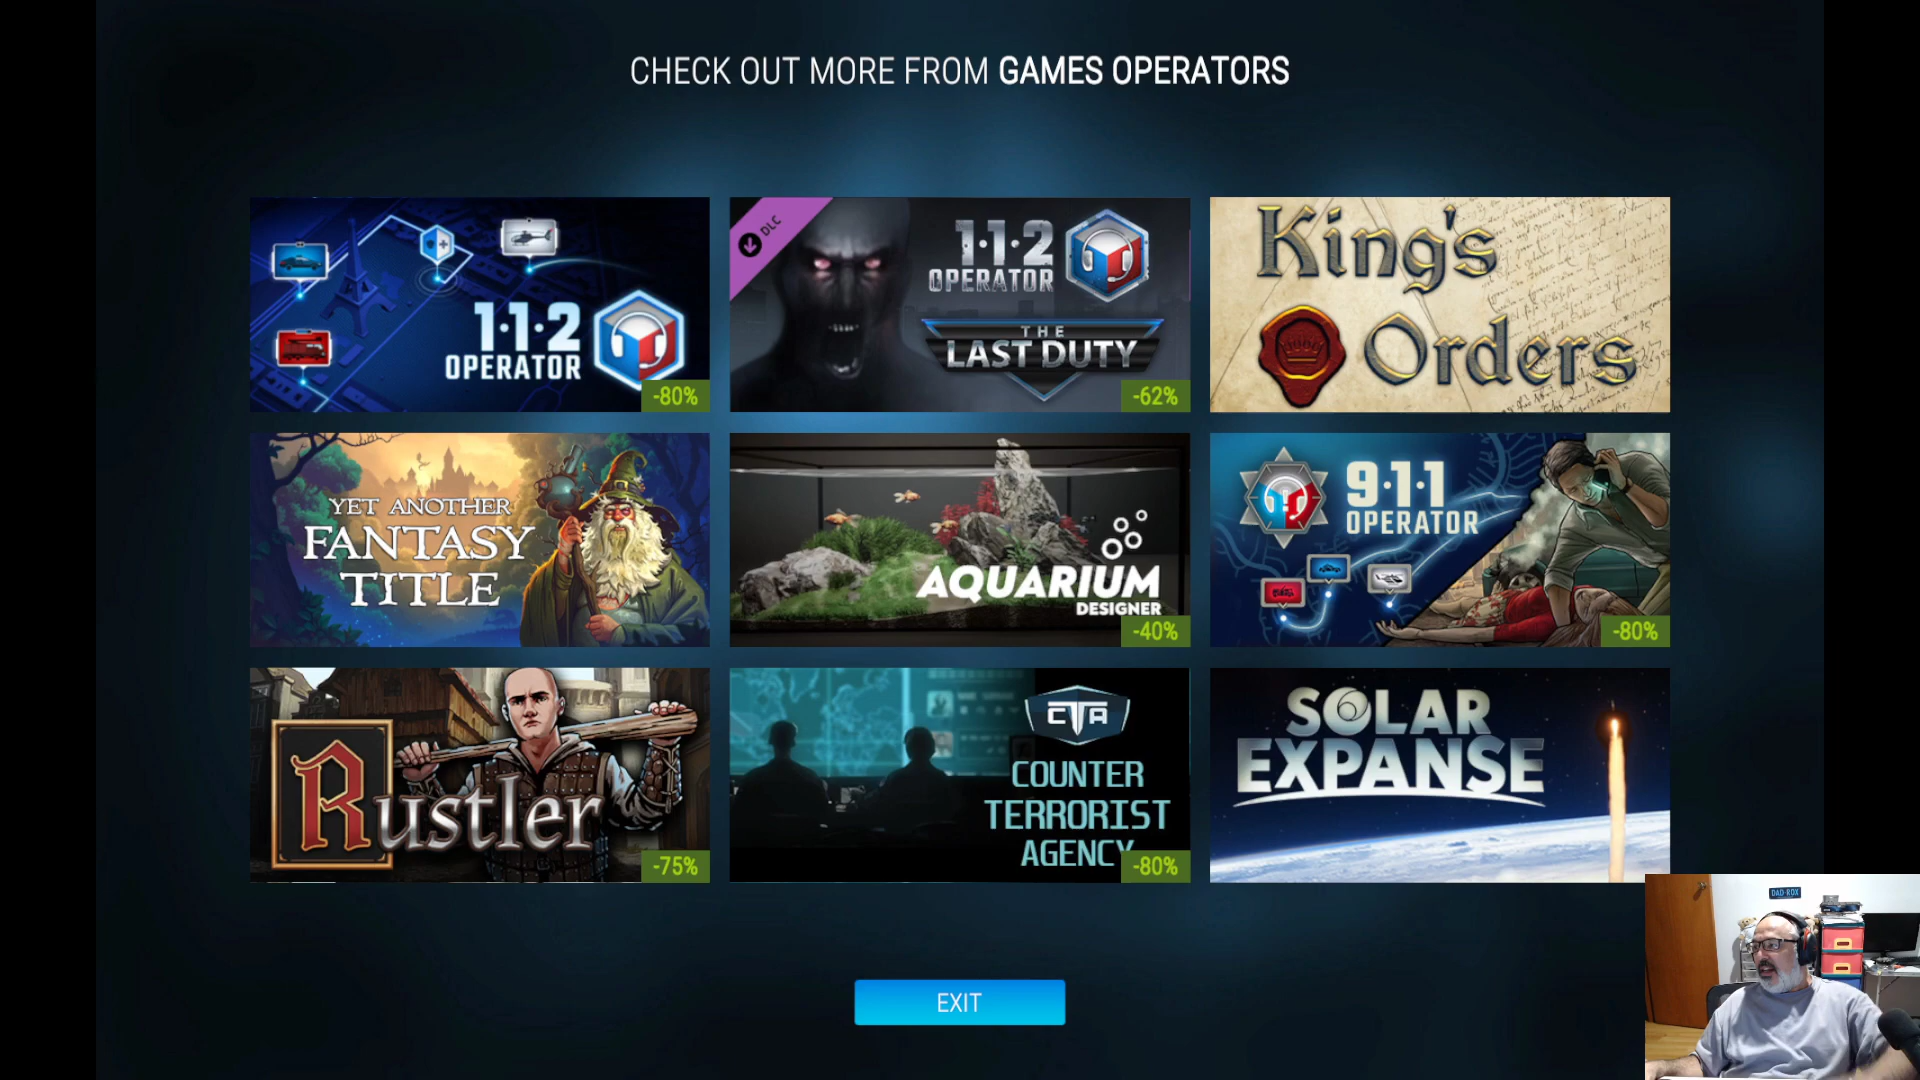 CHECK OUT MORE FROM GAMES OPERATORS
1·1·2
OPERATOR
-80%
DLC
1·1·2
OPERATOR
THE
LAST DUTY
-62%
King's
Orders
YET ANOTHER
FANTASY
TITLE
AQUARIUM
DESIGNER
-40%
9·1·1
OPERATOR
-80%
Rustler
-75%
CTA
COUNTER
TERRORIST
AGENCY
-80%
SOLAR
EXPANSE
DAD-ROX
EXIT